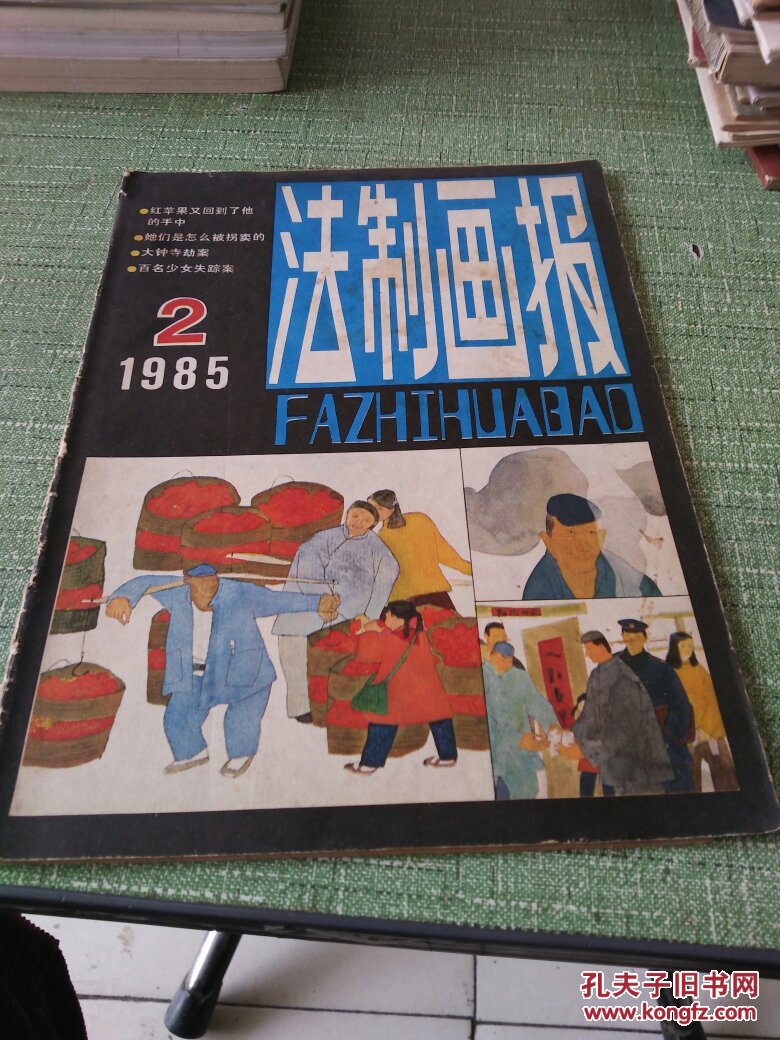 ●红苹果又回到了他
的手中
●她们是怎么被拐卖的
●大钟寺劫案
●百名少女失踪案
2
1985
法制画报
FAZHIHUABAO
孔夫子旧书网
www.kongfz.com